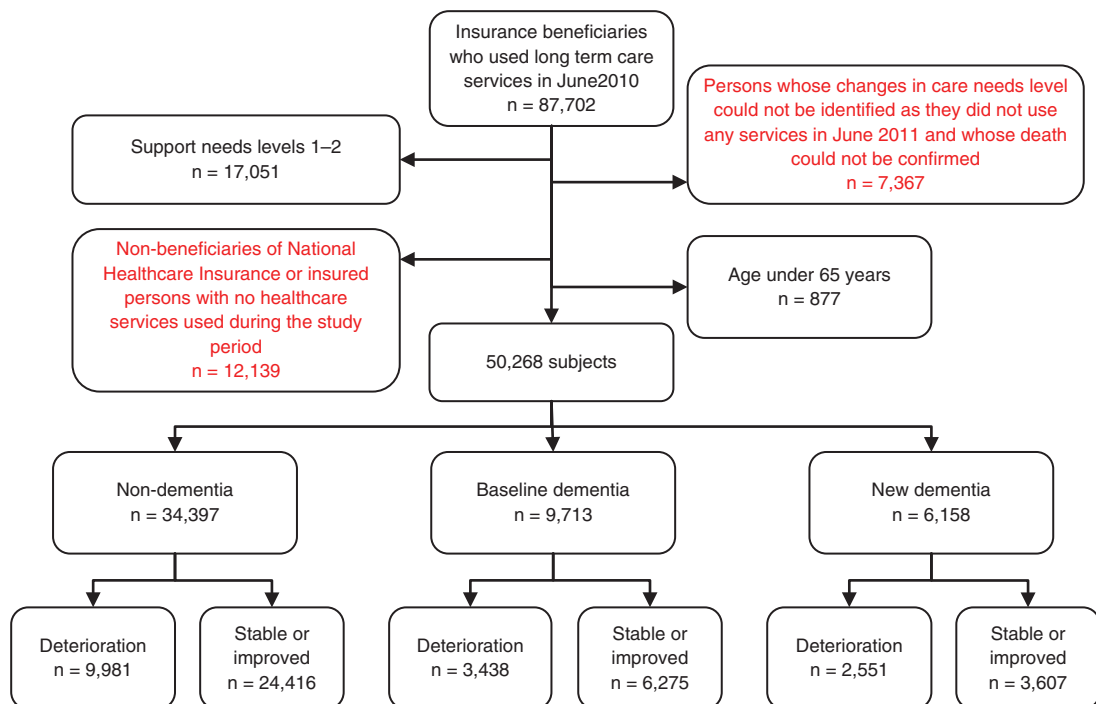 Insurance beneficiaries
who used long term care
services in June2010
n = 87,702
Persons whose changes in care needs level
could not be identified as they did not use
any services in June 2011 and whose death
could not be confirmed
n = 7,367
Support needs levels 1–2
n = 17,051
Non-beneficiaries of National
Healthcare Insurance or insured
persons with no healthcare
services used during the study
period
n = 12,139
Age under 65 years
n = 877
50,268 subjects
Non-dementia
n = 34,397
Baseline dementia
n = 9,713
New dementia
n = 6,158
Deterioration
n = 9,981
Stable or
improved
n = 24,416
Deterioration
n = 3,438
Stable or
improved
n = 6,275
Deterioration
n = 2,551
Stable or
improved
n = 3,607